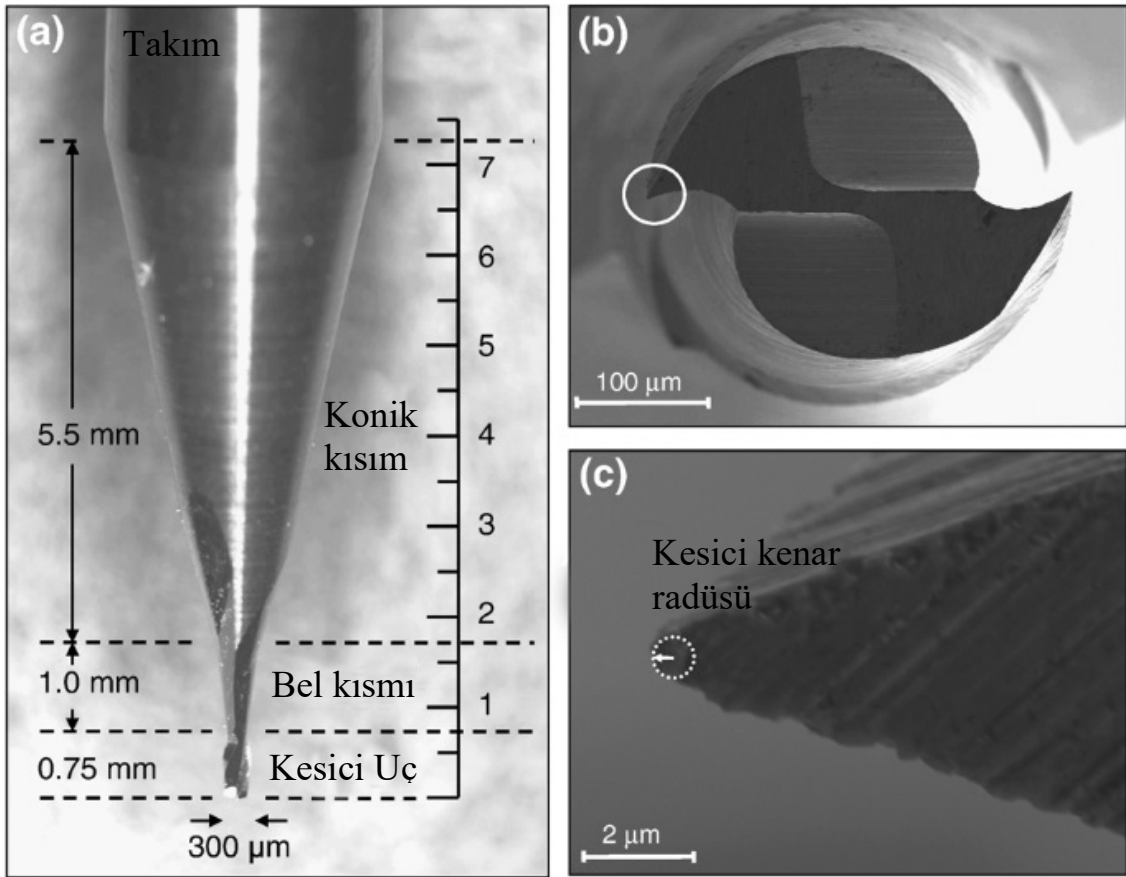 (a)
Takım
7
6
5
4
3
2
1
5.5 mm
Konik
kısım
1.0 mm
Bel kısmı
0.75 mm
Kesici Uç
300 µm
(b)
100 µm
(c)
Kesici kenar
radüsü
2 µm